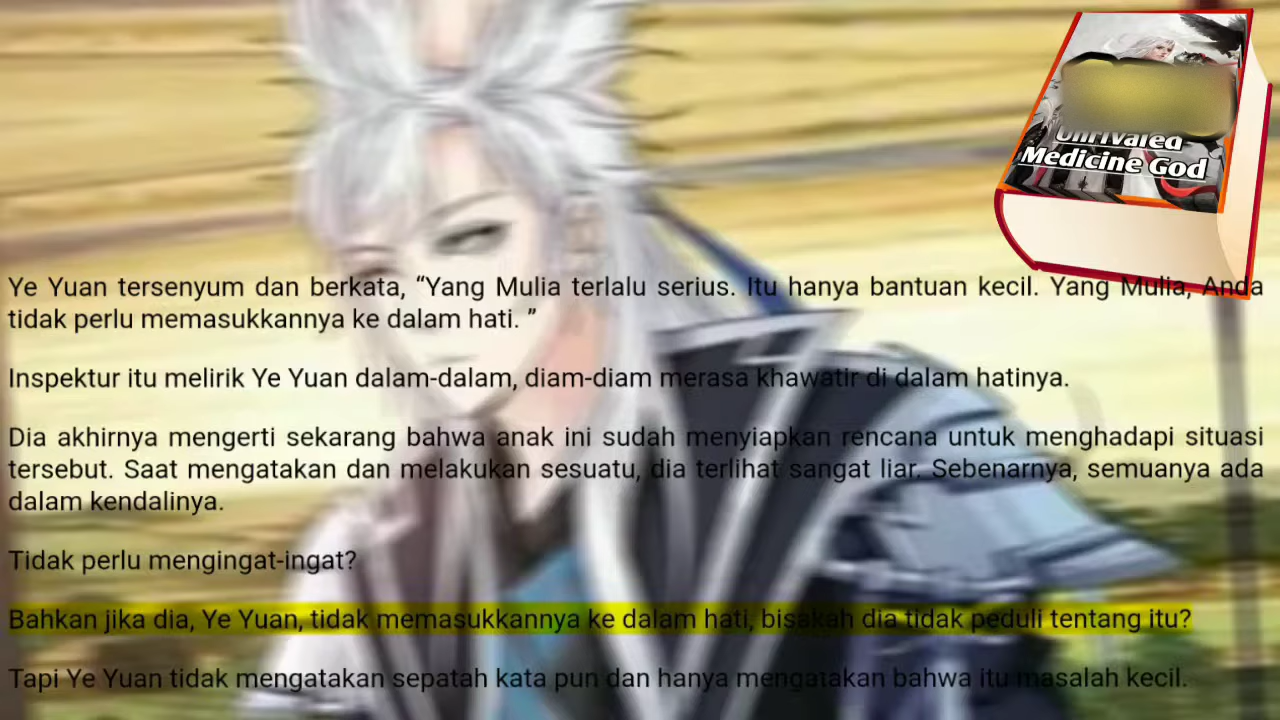 Unrivaled
Medicine God
Ye Yuan tersenyum dan berkata, “Yang Mulia terlalu serius. Itu hanya bantuan kecil. Yang Mulia, Anda
tidak perlu memasukkannya ke dalam hati. ”
Inspektur itu melirik Ye Yuan dalam-dalam, diam-diam merasa khawatir di dalam hatinya.
Dia akhirnya mengerti sekarang bahwa anak ini sudah menyiapkan rencana untuk menghadapi situasi
tersebut. Saat mengatakan dan melakukan sesuatu, dia terlihat sangat liar. Sebenarnya, semuanya ada
dalam kendalinya.
Tidak perlu mengingat-ingat?
Bahkan jika dia, Ye Yuan, tidak memasukkannya ke dalam hati, bisakah dia tidak peduli tentang itu?
Tapi Ye Yuan tidak mengatakan sepatah kata pun dan hanya mengatakan bahwa itu masalah kecil.